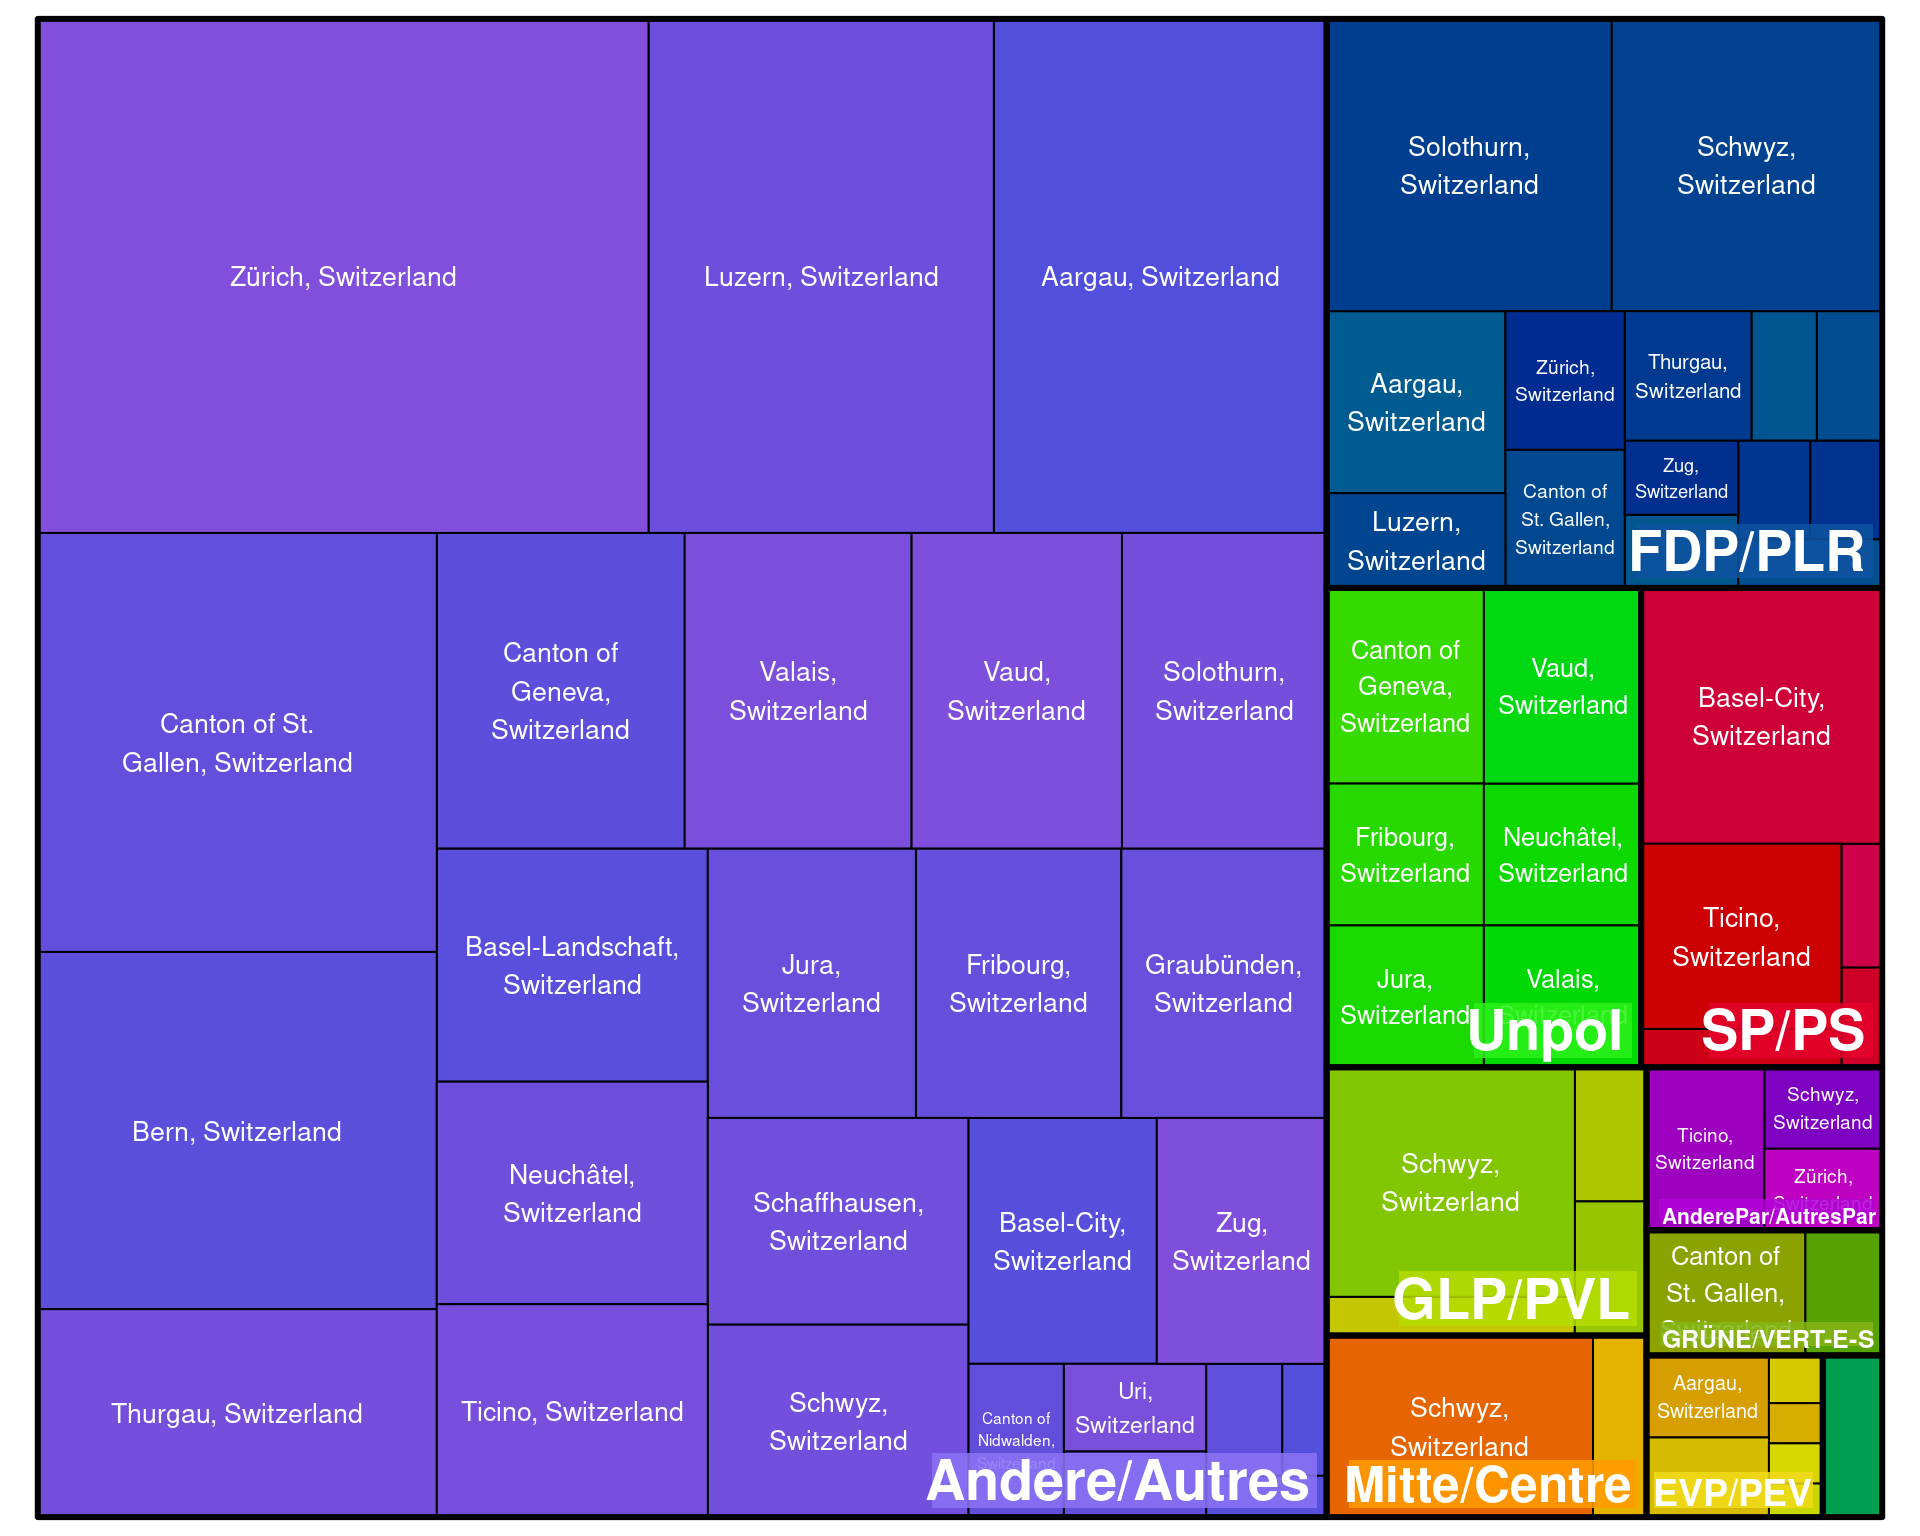 Zürich, Switzerland
Luzern, Switzerland
Aargau, Switzerland
Canton of St.
Gallen, Switzerland
Canton of
Geneva,
Switzerland
Valais,
Switzerland
Vaud,
Switzerland
Solothurn,
Switzerland
Bern, Switzerland
Basel-Landschaft,
Switzerland
Jura,
Switzerland
Fribourg,
Switzerland
Graubünden,
Switzerland
Neuchâtel,
Switzerland
Schaffhausen,
Switzerland
Basel-City,
Switzerland
Zug,
Switzerland
Thurgau, Switzerland
Ticino, Switzerland
Schwyz,
Switzerland
Canton of
Nidwalden,
Switzerland
Uri,
Switzerland
Andere/Autres
Solothurn,
Switzerland
Schwyz,
Switzerland
Aargau,
Switzerland
Zürich,
Switzerland
Thurgau,
Switzerland
Luzern,
Switzerland
Canton of
St. Gallen,
Switzerland
Zug,
Switzerland
FDP/PLR
Canton of
Geneva,
Switzerland
Vaud,
Switzerland
Fribourg,
Switzerland
Neuchâtel,
Switzerland
Jura,
Switzerland
Valais,
Switzerland
Unpol
Basel-City,
Switzerland
Ticino,
Switzerland
SP/PS
Schwyz,
Switzerland
GLP/PVL
Ticino,
Switzerland
Schwyz,
Switzerland
Zürich,
Switzerland
AnderePar/AutresPar
Canton of
St. Gallen,
Switzerland
GRÜNE/VERT-E-S
Schwyz,
Switzerland
Mitte/Centre
Aargau,
Switzerland
EVP/PEV